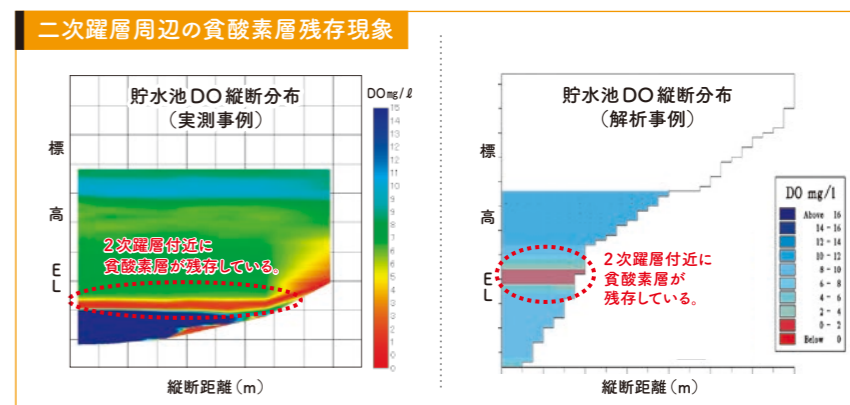 二次躍層周辺の貧酸素層残存現象
貯水池DO縦断分布
（実測事例）
DO mg/ℓ
15
14
13
12
11
10
9
8
7
6
5
4
3
2
1
0
標
高
EL
2次躍層付近に
貧酸素層が残存している。
縦断距離（m）
貯水池DO縦断分布
（解析事例）
標
高
EL
2次躍層付近に
貧酸素層が
残存している。
縦断距離（m）
DO mg/l
Above 16
14 - 16
12 - 14
10 - 12
8 - 10
6 - 8
4 - 6
2 - 4
0 - 2
Below 0